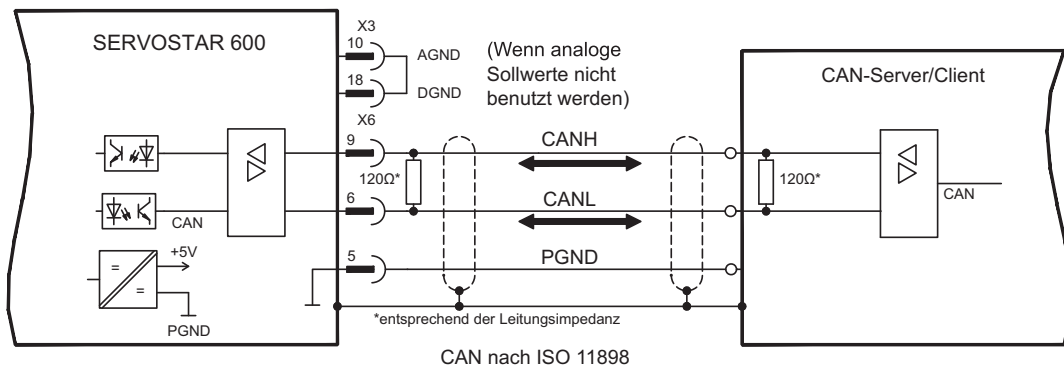 SERVOSTAR 600
X3
10
AGND
18
DGND
(Wenn analoge
Sollwerte nicht
benutzt werden)
CAN-Server/Client
X6
9
CANH
120Ω*
120Ω*
6
CANL
CAN
CAN
5
PGND
+5V
=
=
PGND
*entsprechend der Leitungsimpedanz
CAN nach ISO 11898